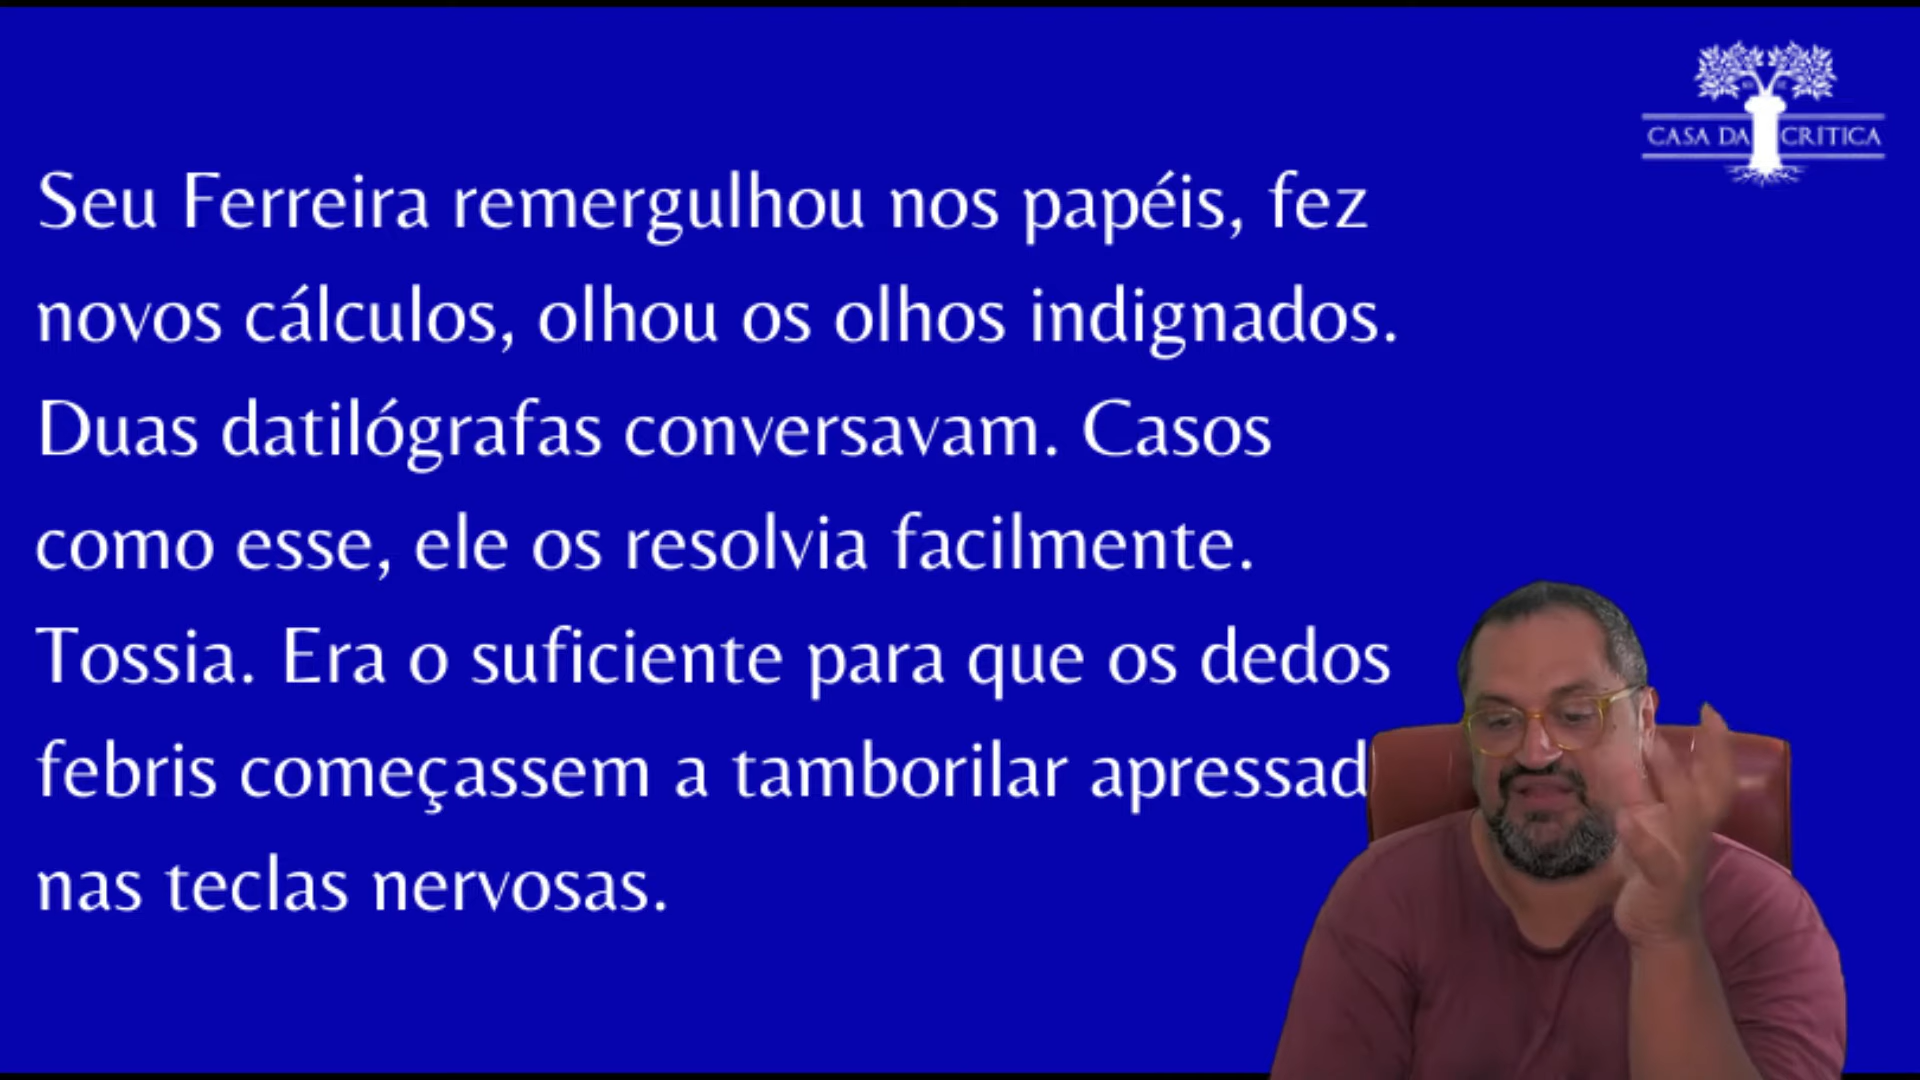 CASA DA CRÍTICA
Seu Ferreira remergulhou nos papéis, fez
novos cálculos, olhou os olhos indignados.
Duas datilógrafas conversavam. Casos
como esse, ele os resolvia facilmente.
Tossia. Era o suficiente para que os dedos
febris começassem a tamborilar apressad
nas teclas nervosas.